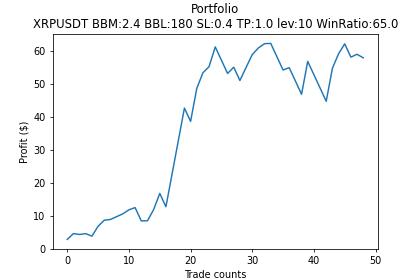 Portfolio
XRPUSDT BBM:2.4 BBL:180 SL:0.4 TP:1.0 lev:10 WinRatio:65.0
Profit ($)
60
50
40
30
20
10
0
0 10 20 30 40 50
Trade counts